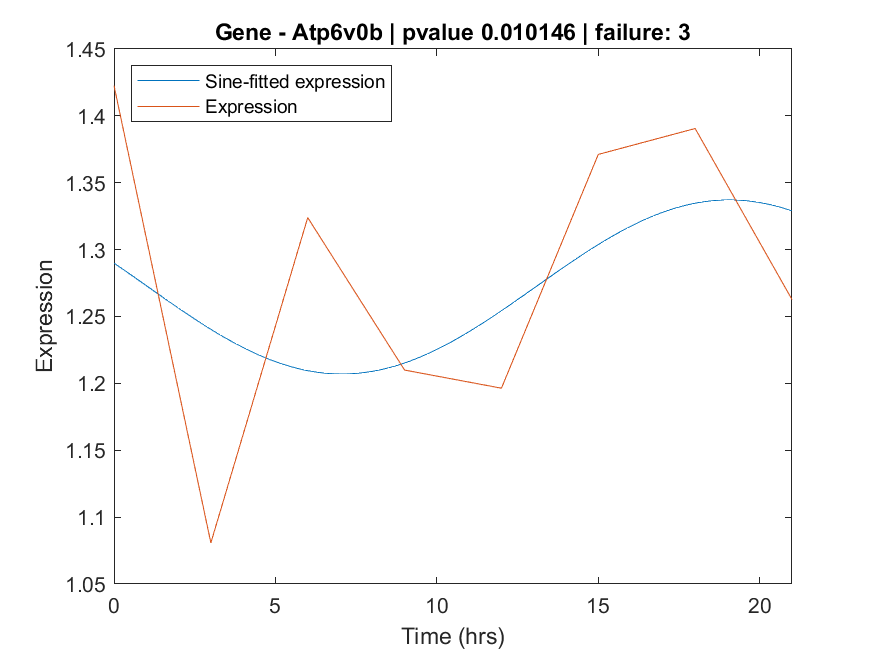 Gene - Atp6v0b | pvalue 0.010146 | failure: 3
Sine-fitted expression
Expression
1.45
1.4
1.35
1.3
1.25
1.2
1.15
1.1
1.05
Expression
0 5 10 15 20
Time (hrs)